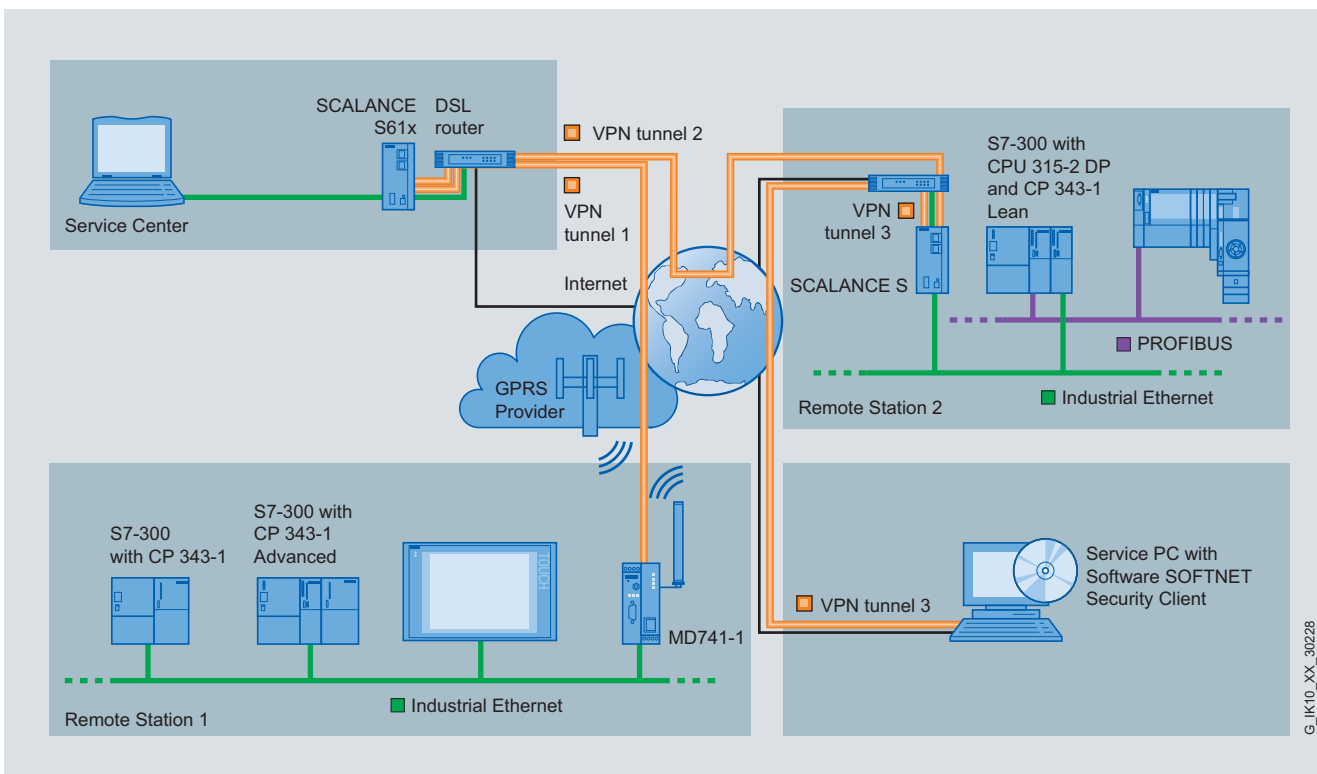 SCALANCE
S61x
DSL
router
Service Center
VPN tunnel 2
VPN
tunnel 1
Internet
GPRS
Provider
VPN
tunnel 3
SCALANCE S
S7-300 with
CPU 315-2 DP
and CP 343-1
Lean
PROFIBUS
Industrial Ethernet
Remote Station 2
S7-300
with CP 343-1
S7-300 with
CP 343-1
Advanced
TOUCH
MD741-1
Industrial Ethernet
Remote Station 1
VPN tunnel 3
Service PC with
Software SOFTNET
Security Client
G_IK10_XX_30228